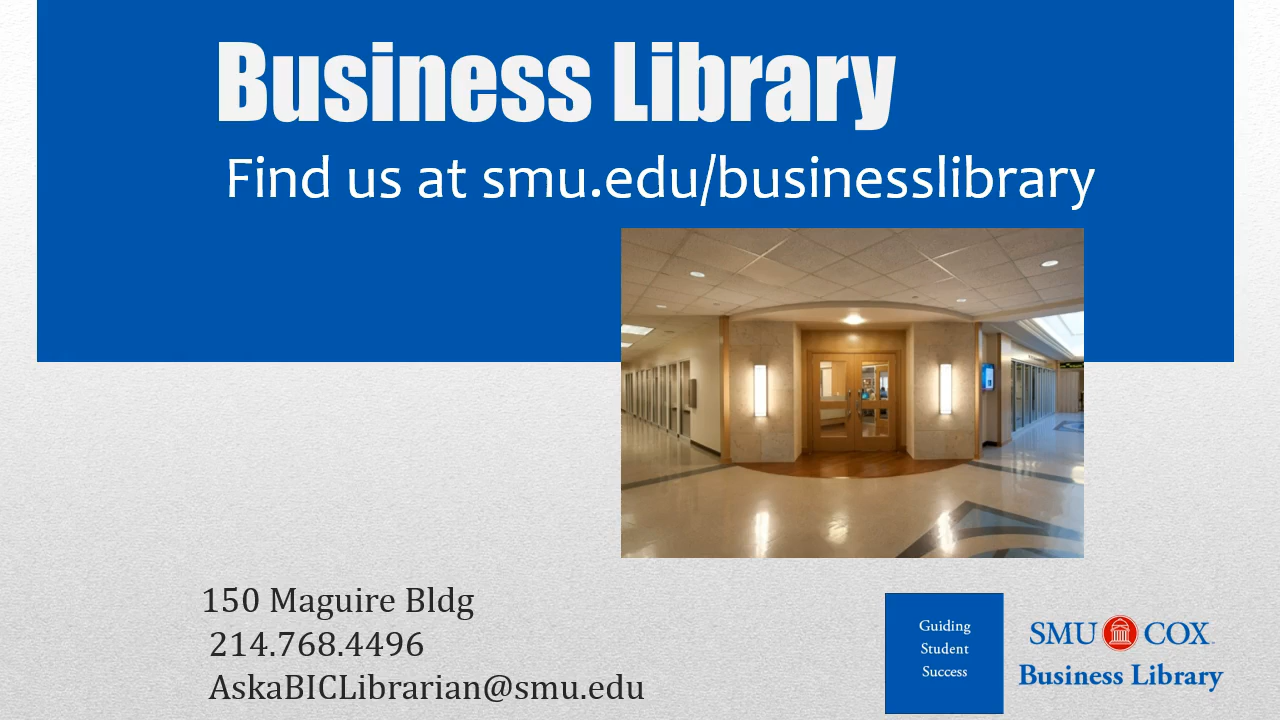 Business Library
Find us at smu.edu/businesslibrary
150 Maguire Bldg
214.768.4496
AskaBICLibrarian@smu.edu
Guiding
Student
Success
SMU COX
Business Library